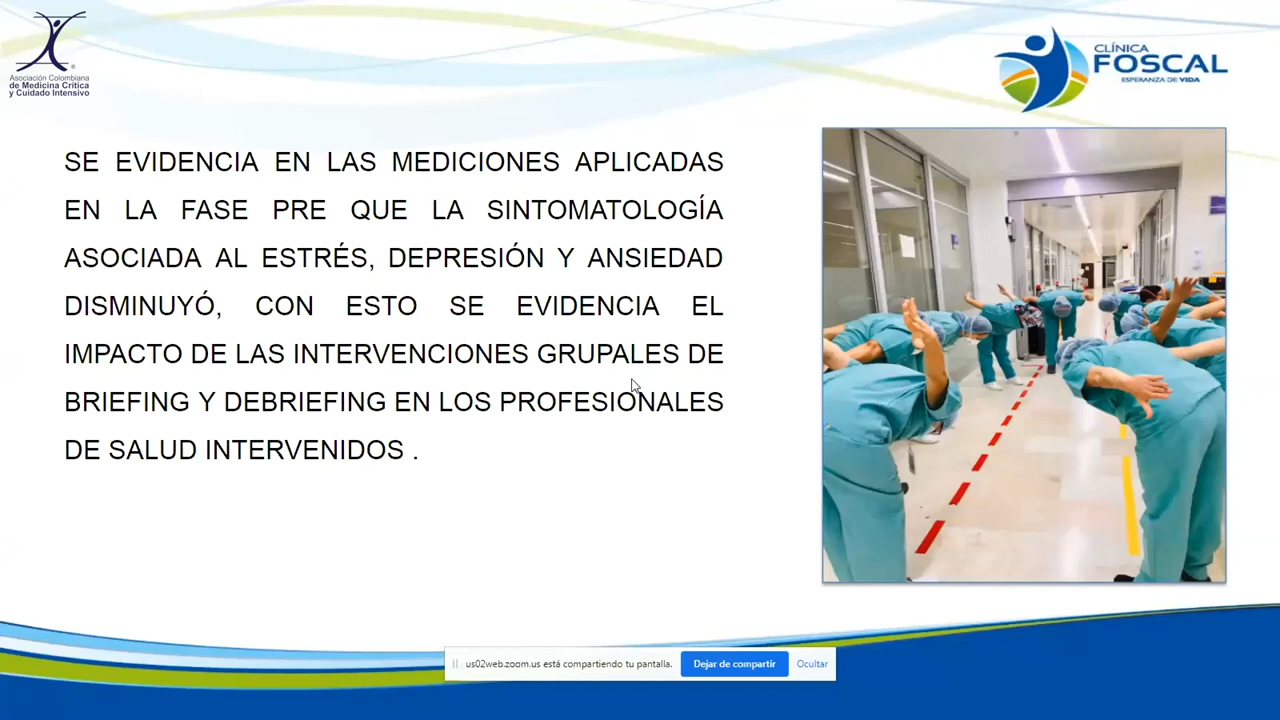 Asociación Colombiana
de Medicina Crítica
y Cuidado Intensivo
CLÍNICA
FOSCAL
ESPERANZA DE VIDA
SE EVIDENCIA EN LAS MEDICIONES APLICADAS
EN LA FASE PRE QUE LA SINTOMATOLOGÍA
ASOCIADA AL ESTRÉS, DEPRESIÓN Y ANSIEDAD
DISMINUYÓ, CON ESTO SE EVIDENCIA EL
IMPACTO DE LAS INTERVENCIONES GRUPALES DE
BRIEFING Y DEBRIEFING EN LOS PROFESIONALES
DE SALUD INTERVENIDOS .
us02web.zoom.us está compartiendo tu pantalla.
Dejar de compartir
Ocultar